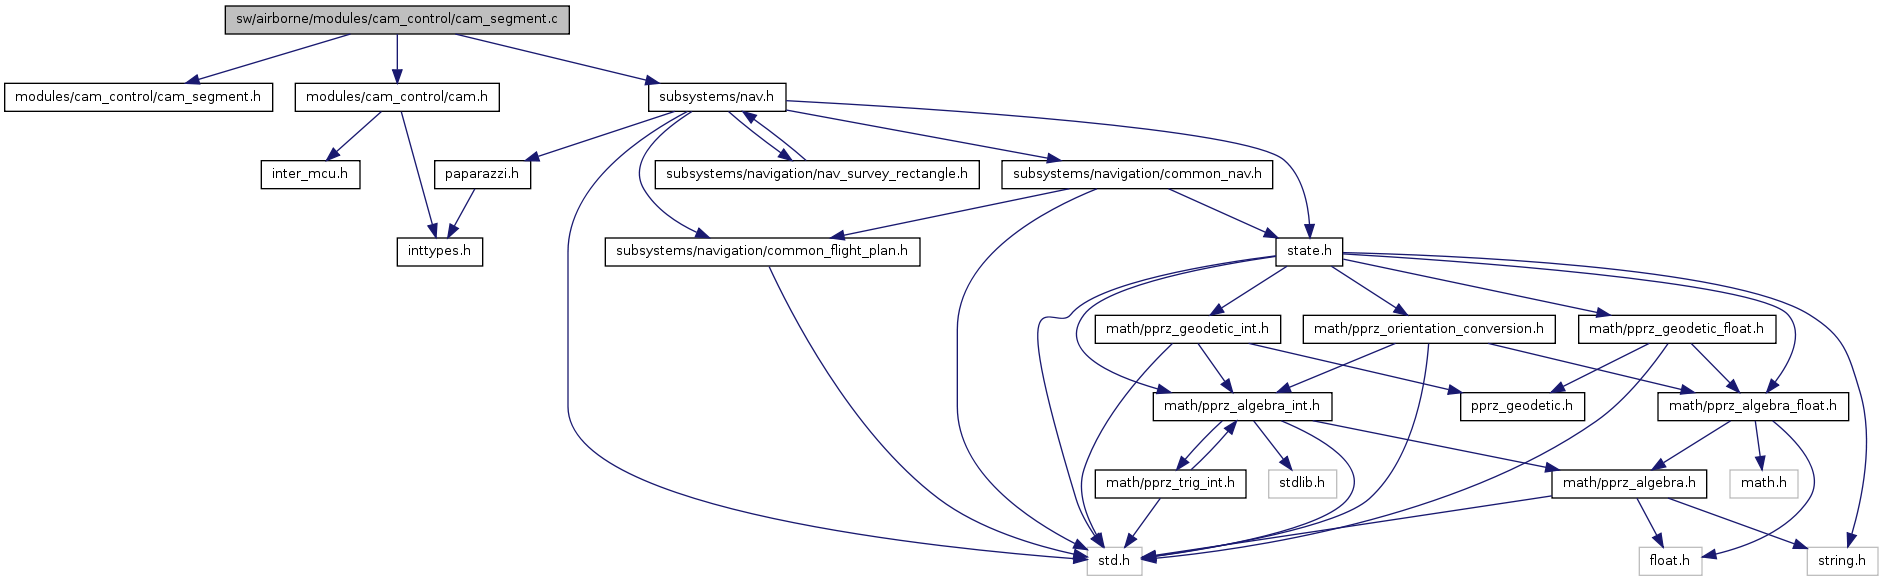 sw/airborne/modules/cam_control/cam_segment.c
modules/cam_control/cam_segment.h
modules/cam_control/cam.h
subsystems/nav.h
inter_mcu.h
paparazzi.h
subsystems/navigation/nav_survey_rectangle.h
subsystems/navigation/common_nav.h
inttypes.h
subsystems/navigation/common_flight_plan.h
state.h
math/pprz_geodetic_int.h
math/pprz_orientation_conversion.h
math/pprz_geodetic_float.h
math/pprz_algebra_int.h
pprz_geodetic.h
math/pprz_algebra_float.h
math/pprz_trig_int.h
stdlib.h
math/pprz_algebra.h
math.h
std.h
float.h
string.h